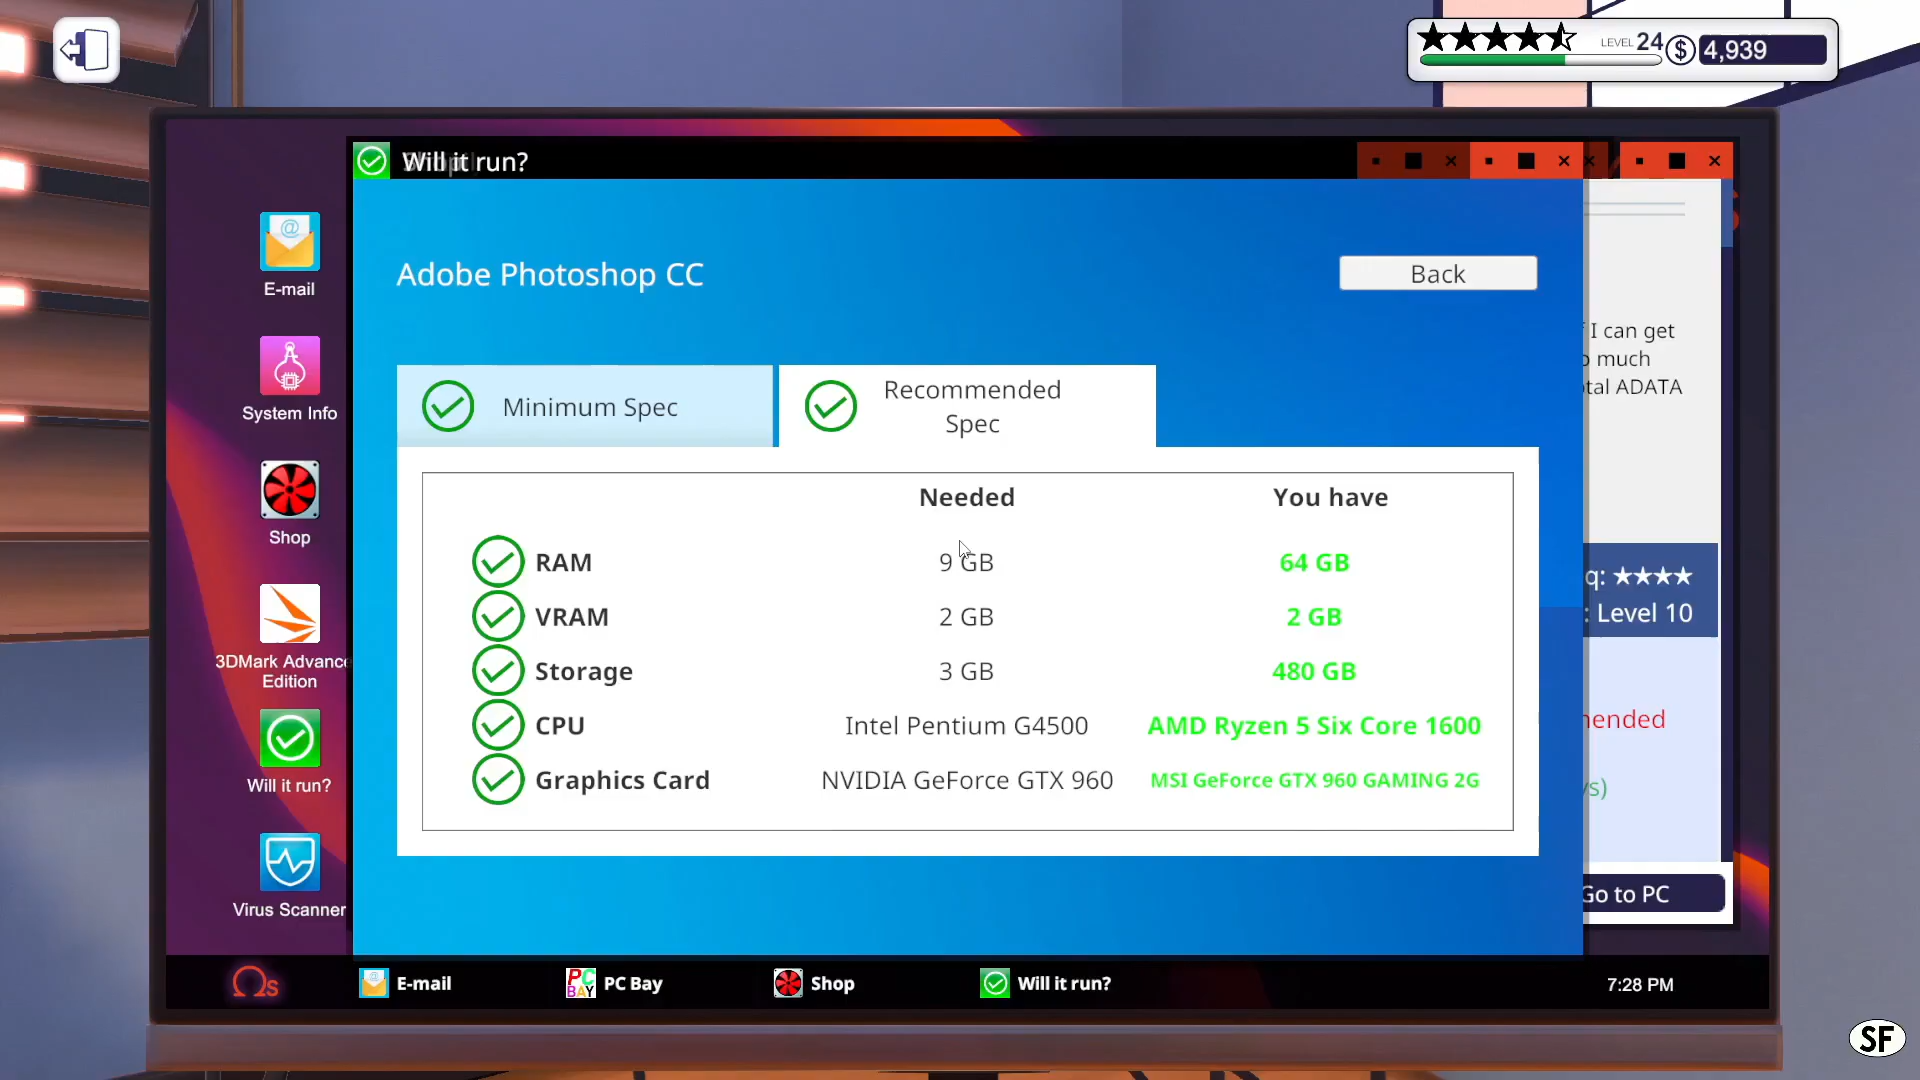 LEVEL 24 $ 4,939
Will it run?
E-mail
System Info
Shop
3DMark Advance
Edition
Will it run?
Virus Scanner
Adobe Photoshop CC
Back
Minimum Spec
Recommended
Spec
Needed You have
RAM 9 GB 64 GB
VRAM 2 GB 2 GB
Storage 3 GB 480 GB
CPU Intel Pentium G4500 AMD Ryzen 5 Six Core 1600
Graphics Card NVIDIA GeForce GTX 960 MSI GeForce GTX 960 GAMING 2G
I can get
much
ADATA
q: ★★★★
: Level 10
Go to PC
Ωs E-mail PC BAY PC Bay Shop Will it run? 7:28 PM
SF